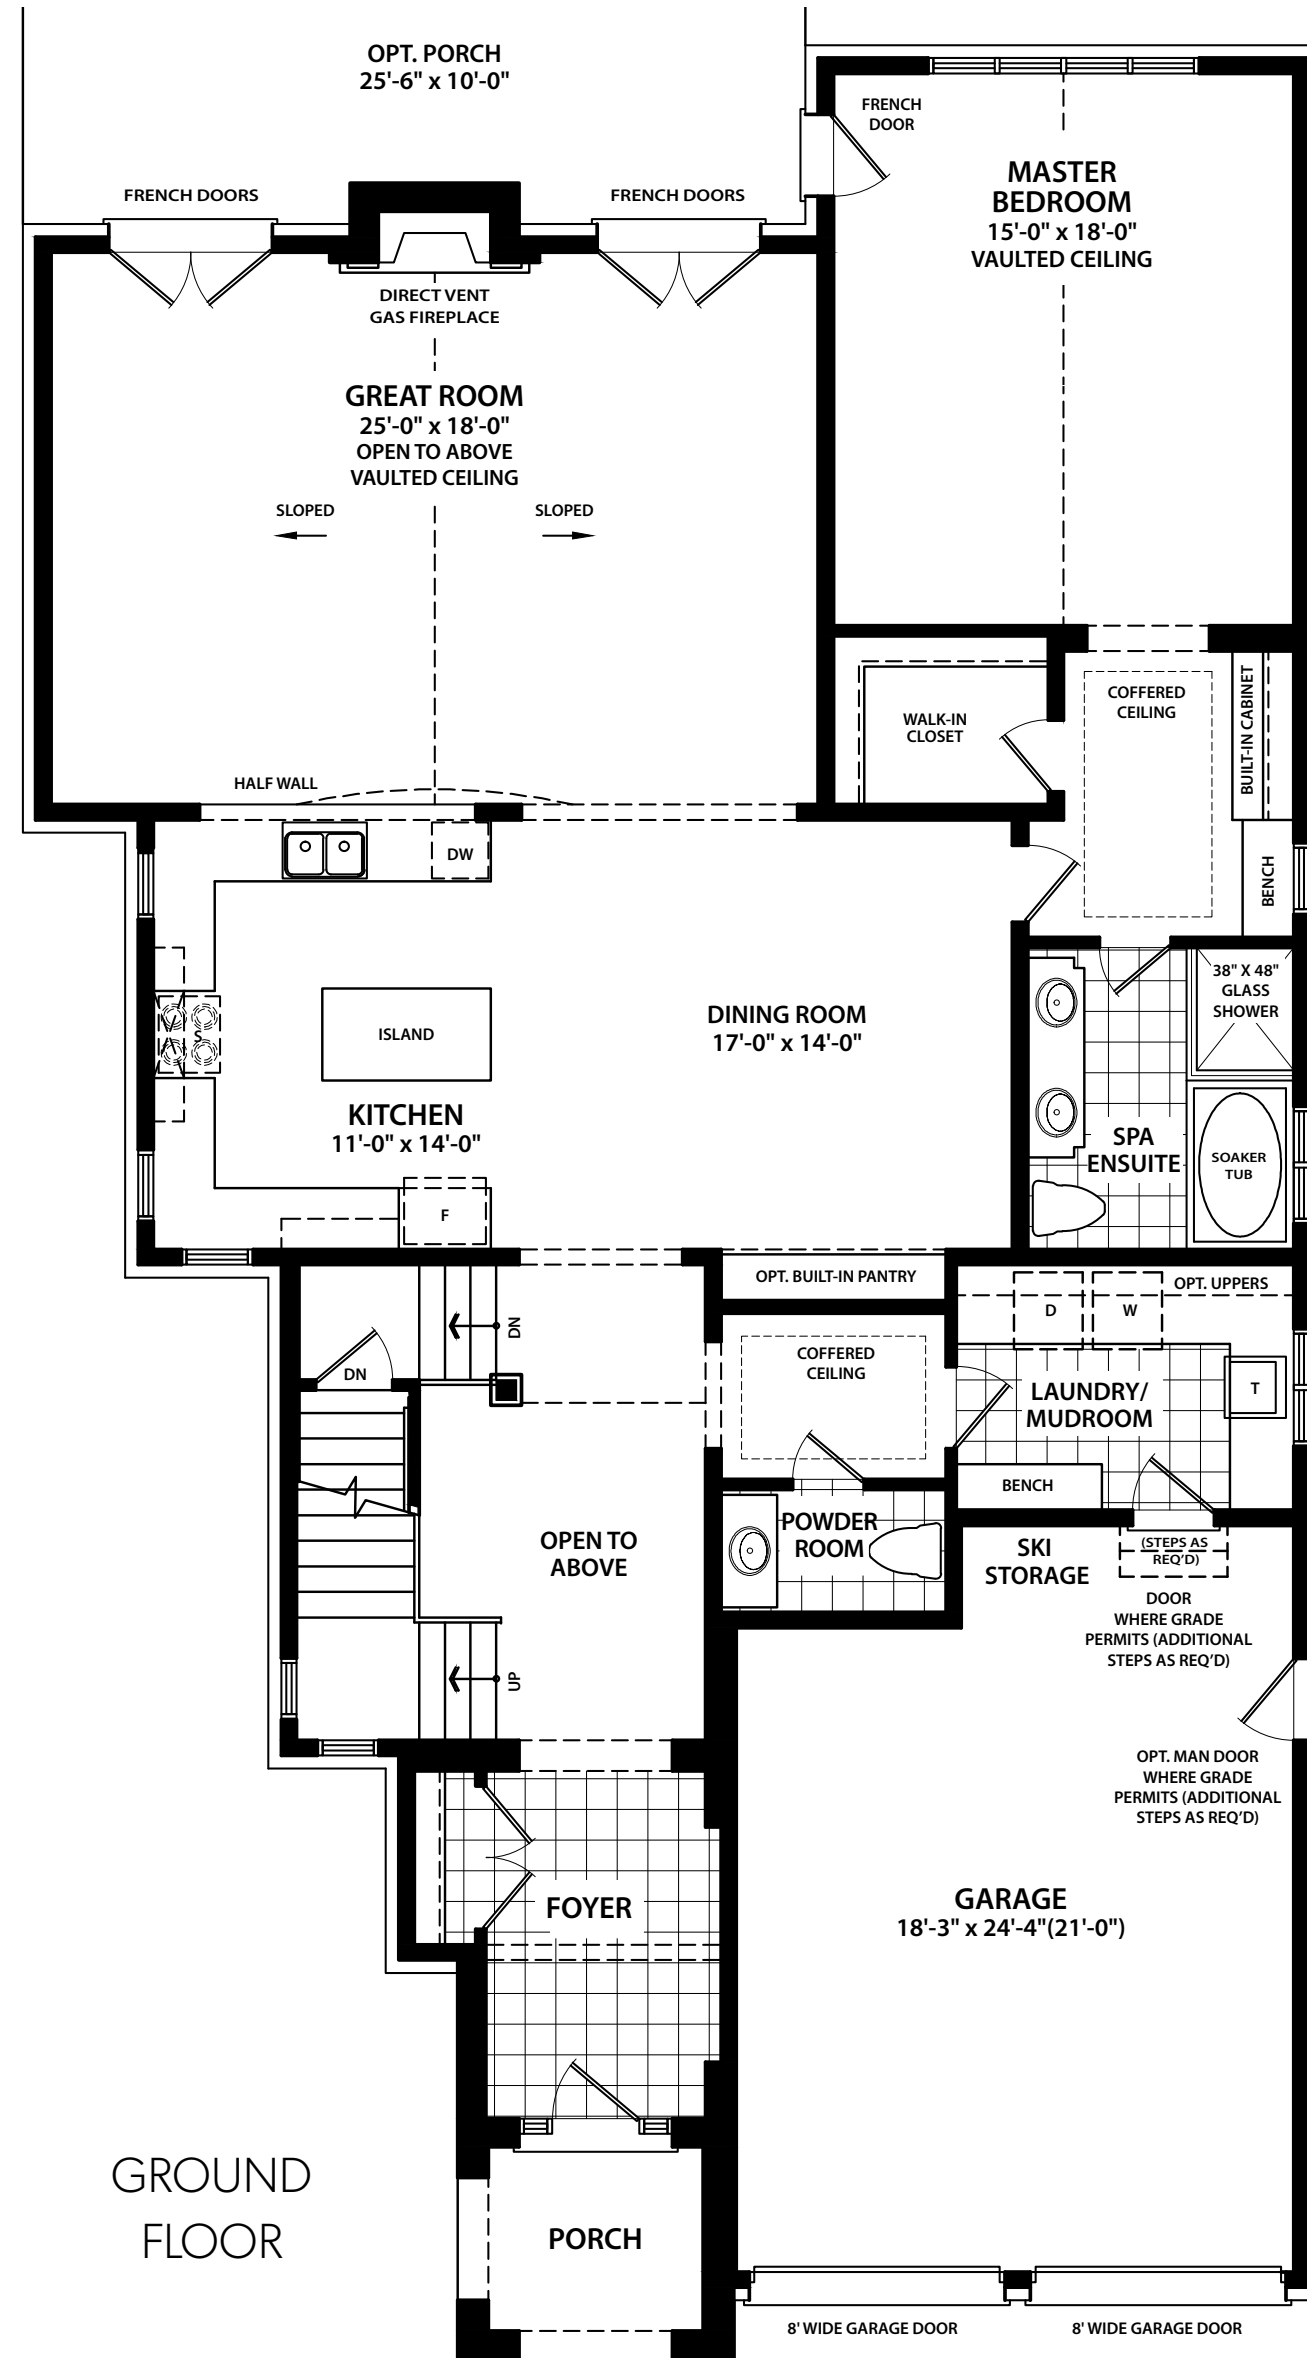 OPT. PORCH
25'-6" x 10'-0"
FRENCH
DOOR
MASTER
BEDROOM
15'-0" x 18'-0"
VAULTED CEILING
FRENCH DOORS
FRENCH DOORS
DIRECT VENT
GAS FIREPLACE
GREAT ROOM
25'-0" x 18'-0"
OPEN TO ABOVE
VAULTED CEILING
SLOPED
SLOPED
HALF WALL
WALK-IN
CLOSET
COFFERED
CEILING
BUILT-IN CABINET
BENCH
DW
S
ISLAND
KITCHEN
11'-0" x 14'-0"
DINING ROOM
17'-0" x 14'-0"
38" X 48"
GLASS
SHOWER
SPA
ENSUITE
SOAKER
TUB
F
OPT. BUILT-IN PANTRY
OPT. UPPERS
D
W
DN
DN
COFFERED
CEILING
LAUNDRY/
MUDROOM
T
BENCH
POWDER
ROOM
OPEN TO
ABOVE
SKI
STORAGE
(STEPS AS
REQ'D)
DOOR
WHERE GRADE
PERMITS (ADDITIONAL
STEPS AS REQ'D)
UP
OPT. MAN DOOR
WHERE GRADE
PERMITS (ADDITIONAL
STEPS AS REQ'D)
FOYER
GARAGE
18'-3" x 24'-4"(21'-0")
GROUND
FLOOR
PORCH
8' WIDE GARAGE DOOR
8' WIDE GARAGE DOOR